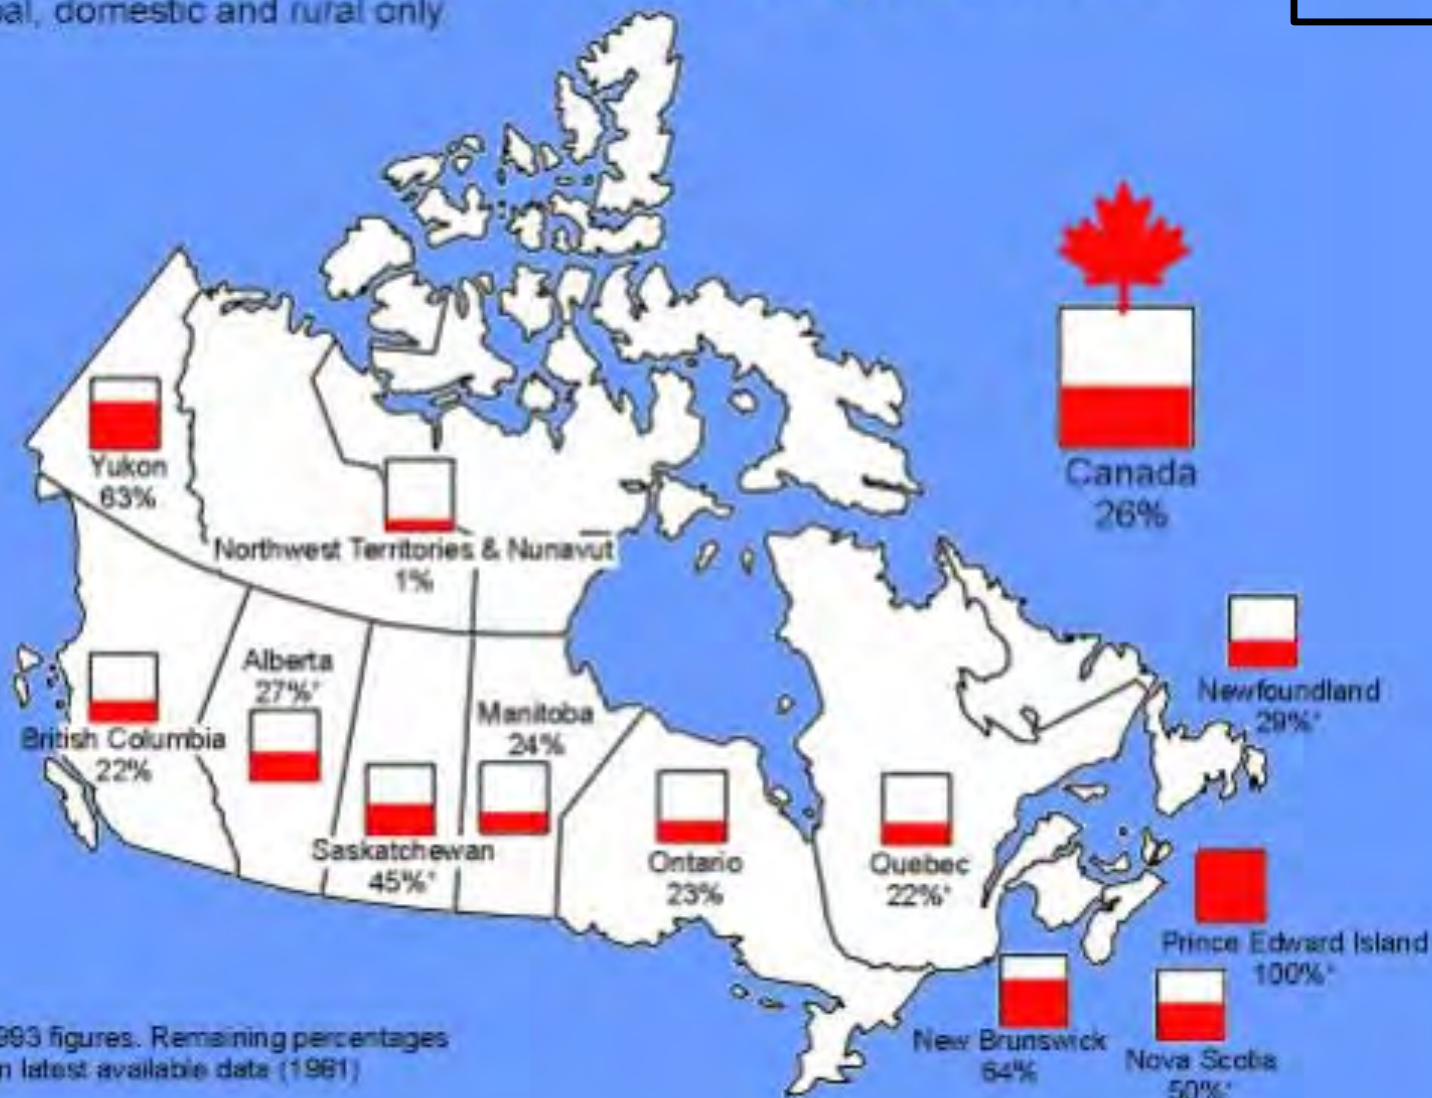 domestic and rural only
Yukon
63%
Northwest Territories & Nunavut
1%
Canada
26%
Newfoundland
29%*
Alberta
27%*
British Columbia
22%
Manitoba
24%
Saskatchewan
45%*
Ontario
23%
Quebec
22%*
Prince Edward Island
100%*
New Brunswick
64%
Nova Scotia
50%*
figures. Remaining percentages
latest available data (1981)